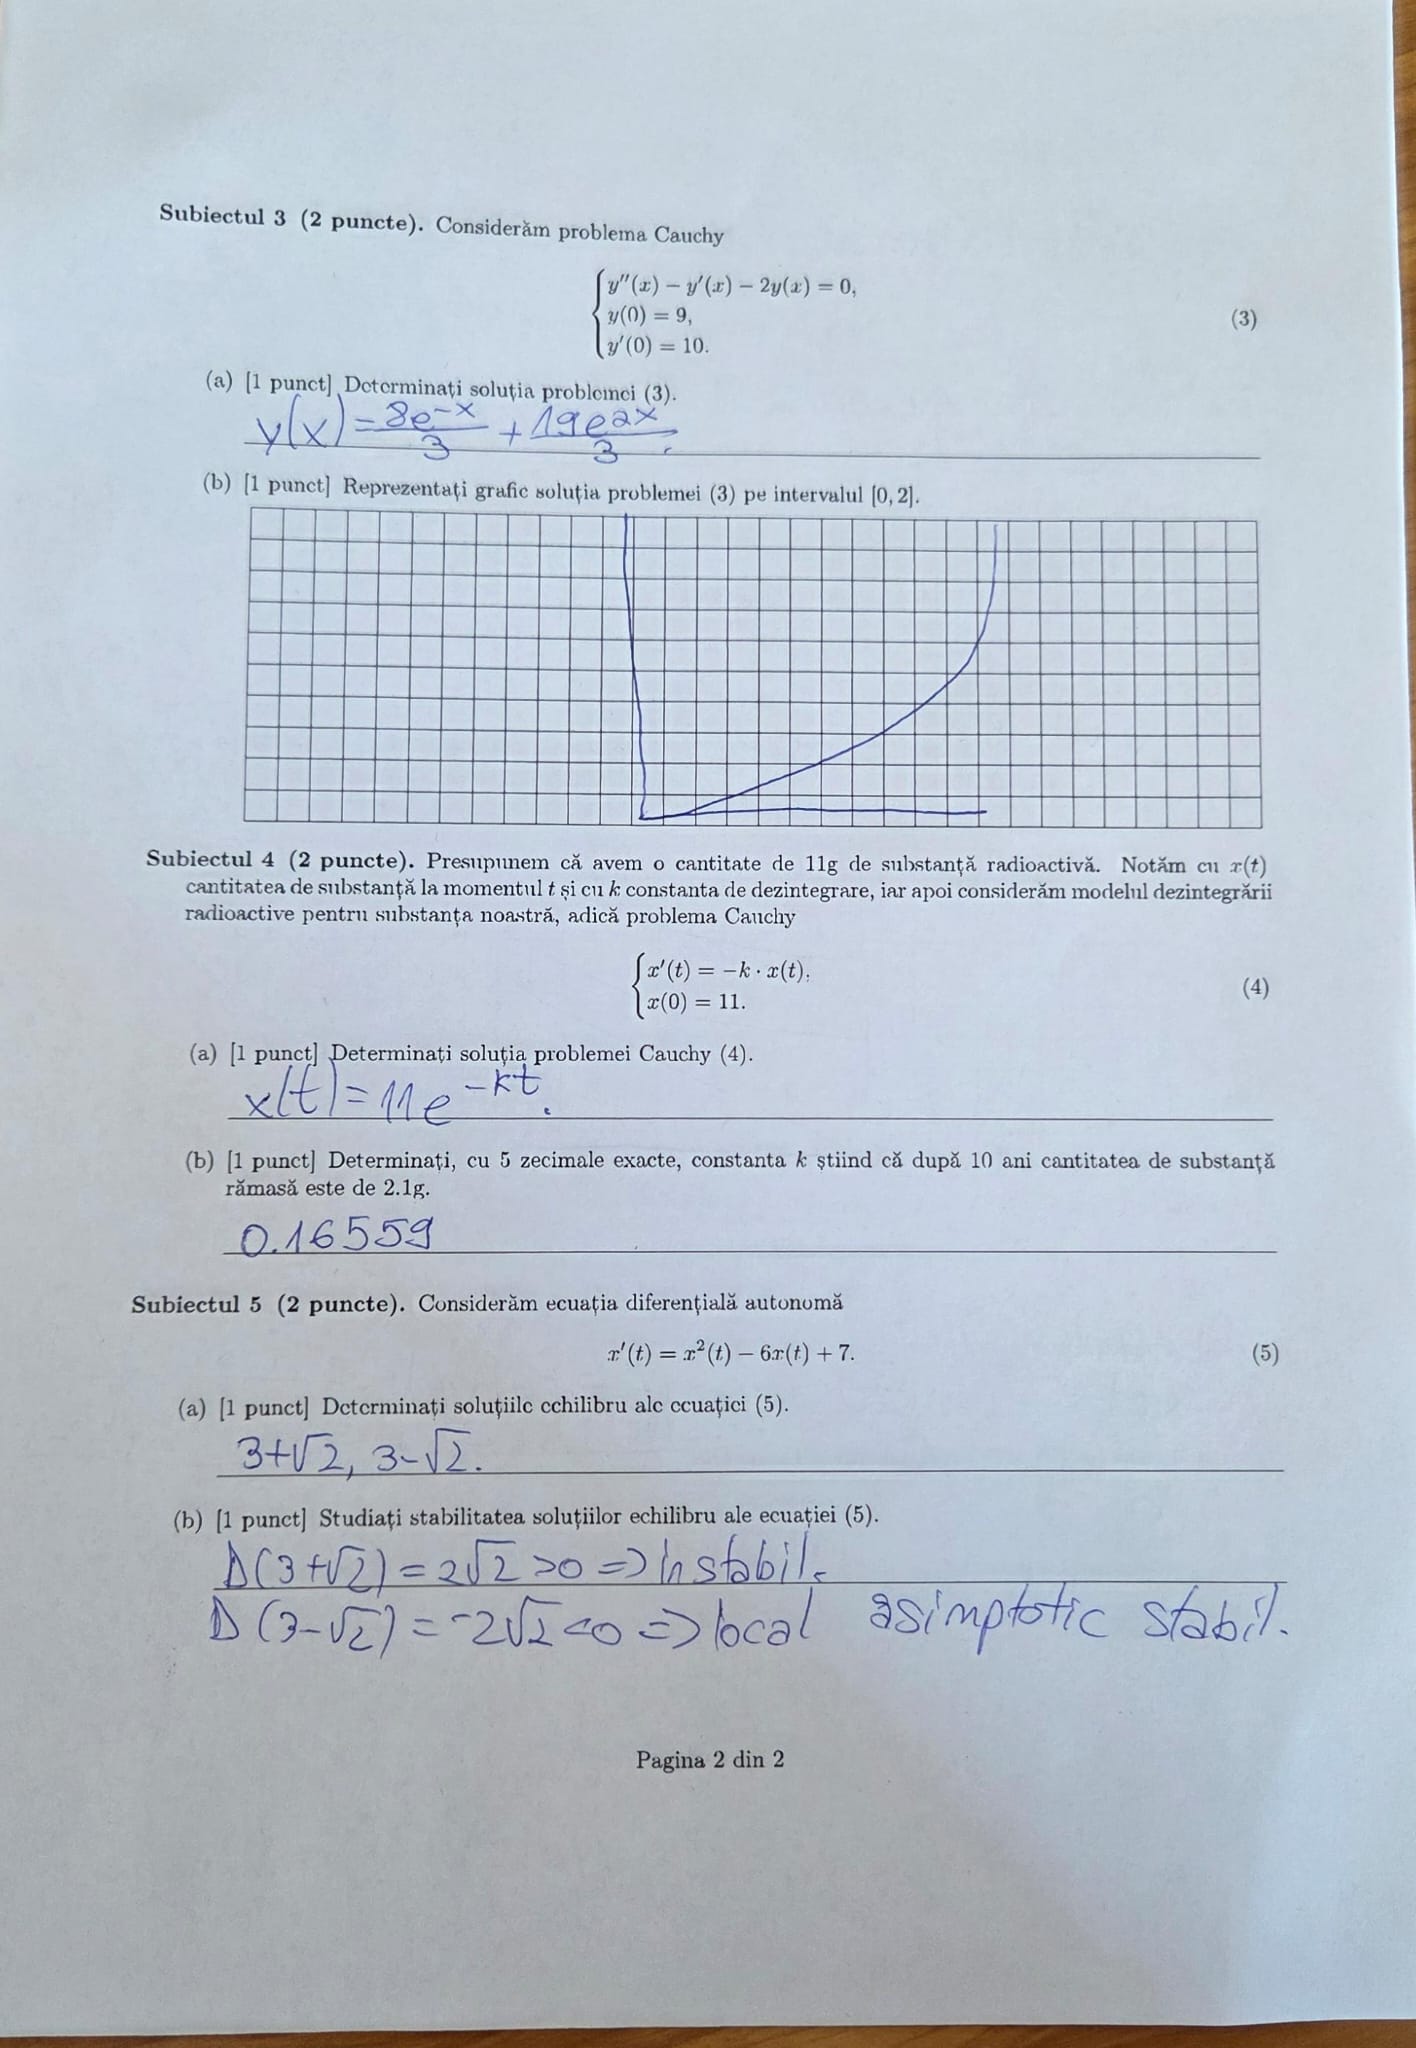 Subiectul 3 (2 puncte). Considerăm problema Cauchy
y''(x) − y'(x) − 2y(x) = 0,
y(0) = 9,
(3)
y'(0) = 10.
(a) [1 punct] Determinați soluția problemei (3).
y(x) = 8e^-x/3 + 19e^2x/3.
(b) [1 punct] Reprezentați grafic soluția problemei (3) pe intervalul [0, 2].
Subiectul 4 (2 puncte). Presupunem că avem o cantitate de 11g de substanță radioactivă. Notăm cu x(t)
cantitatea de substanță la momentul t și cu k constanta de dezintegrare, iar apoi considerăm modelul dezintegrării
radioactive pentru substanța noastră, adică problema Cauchy
x'(t) = −k · x(t),
(4)
x(0) = 11.
(a) [1 punct] Determinați soluția problemei Cauchy (4).
x(t) = 11e^-kt.
(b) [1 punct] Determinați, cu 5 zecimale exacte, constanta k știind că după 10 ani cantitatea de substanță
rămasă este de 2.1g.
0.16559
Subiectul 5 (2 puncte). Considerăm ecuația diferențială autonomă
x'(t) = x²(t) − 6x(t) + 7.
(5)
(a) [1 punct] Determinați soluțiile echilibru ale ecuației (5).
3+√2, 3-√2.
(b) [1 punct] Studiați stabilitatea soluțiilor echilibru ale ecuației (5).
D(3+√2) = 2√2 >0 => instabil.
D(3-√2) = -2√2 <0 => local asimptotic stabil.
Pagina 2 din 2